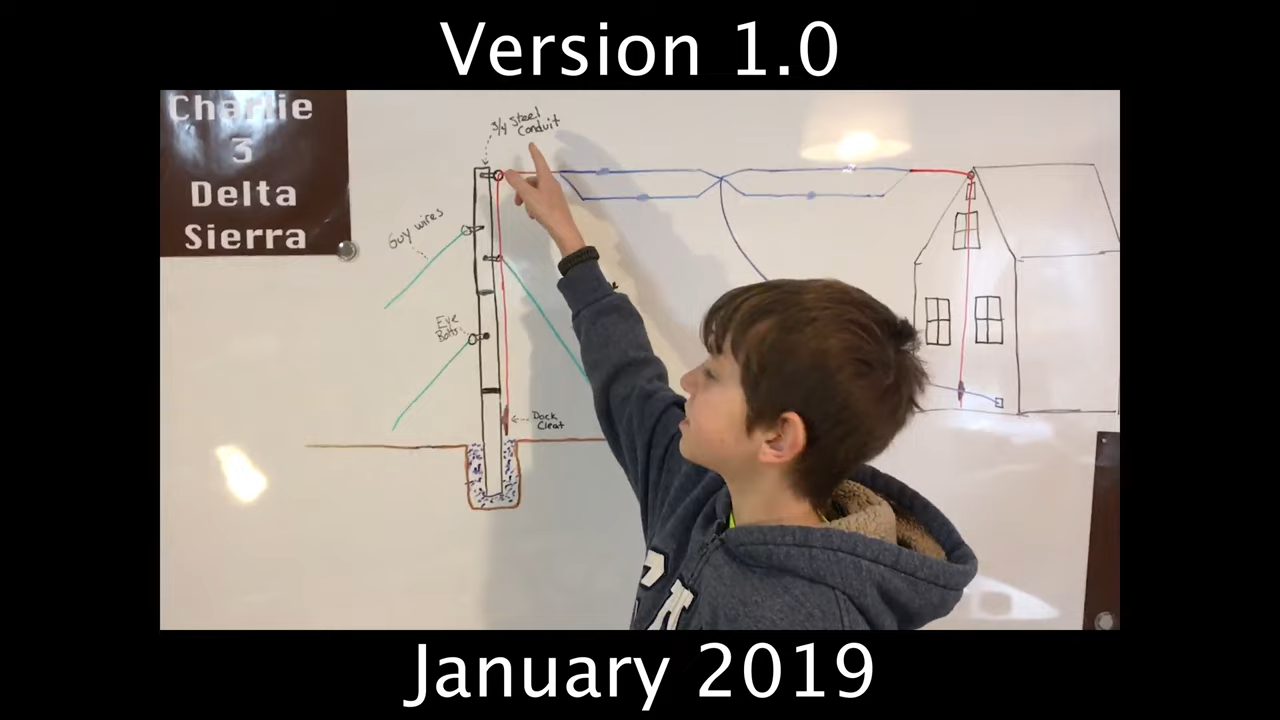 Version 1.0
Charlie
3
Delta
Sierra
3/4 Steel
Conduit
Guy wires
Eye
Bolts
Dock
Cleat
January 2019